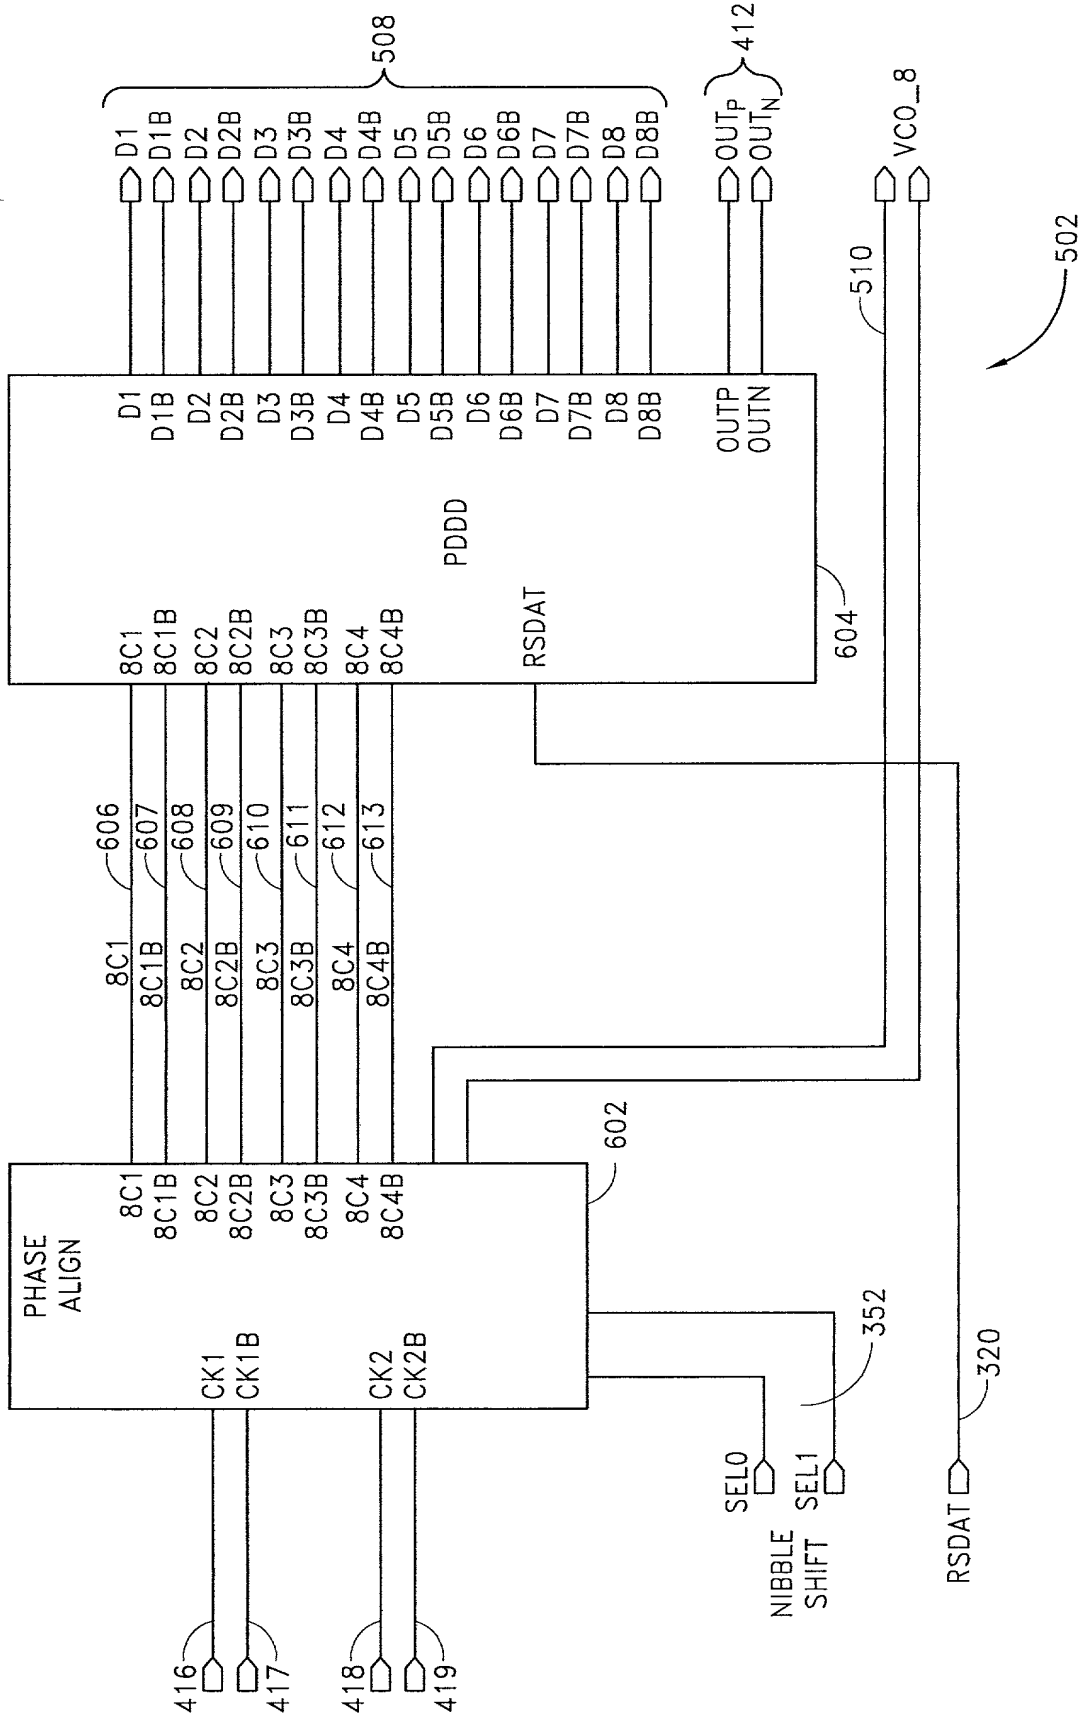 PHASE
ALIGN
416
417
418
419
CK1
CK1B
CK2
CK2B
8C1
8C1B
8C2
8C2B
8C3
8C3B
8C4
8C4B
602
SEL0
NIBBLE
SHIFT
SEL1
352
RSDAT
320
8C1
8C1B
8C2
8C2B
8C3
8C3B
8C4
8C4B
606
607
608
609
610
611
612
613
8C1
8C1B
8C2
8C2B
8C3
8C3B
8C4
8C4B
RSDAT
PDDD
604
D1
D1B
D2
D2B
D3
D3B
D4
D4B
D5
D5B
D6
D6B
D7
D7B
D8
D8B
OUTP
OUTN
D1
D1B
D2
D2B
D3
D3B
D4
D4B
D5
D5B
D6
D6B
D7
D7B
D8
D8B
508
OUTP
OUTN
412
510
VCO_8
502